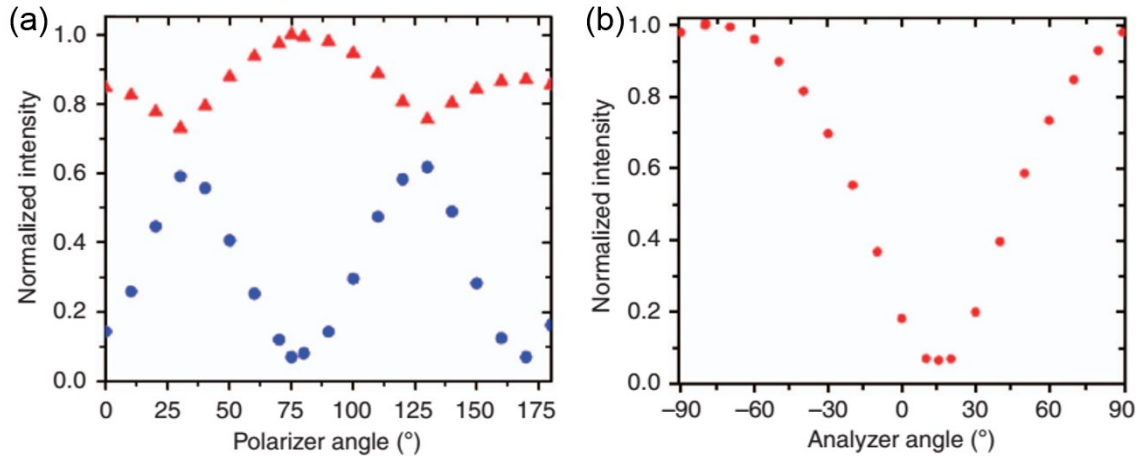 (a)
Normalized intensity
1.0
0.8
0.6
0.4
0.2
0.0
0 25 50 75 100 125 150 175
Polarizer angle (°)
(b)
Normalized intensity
1.0
0.8
0.6
0.4
0.2
0.0
−90 −60 −30 0 30 60 90
Analyzer angle (°)